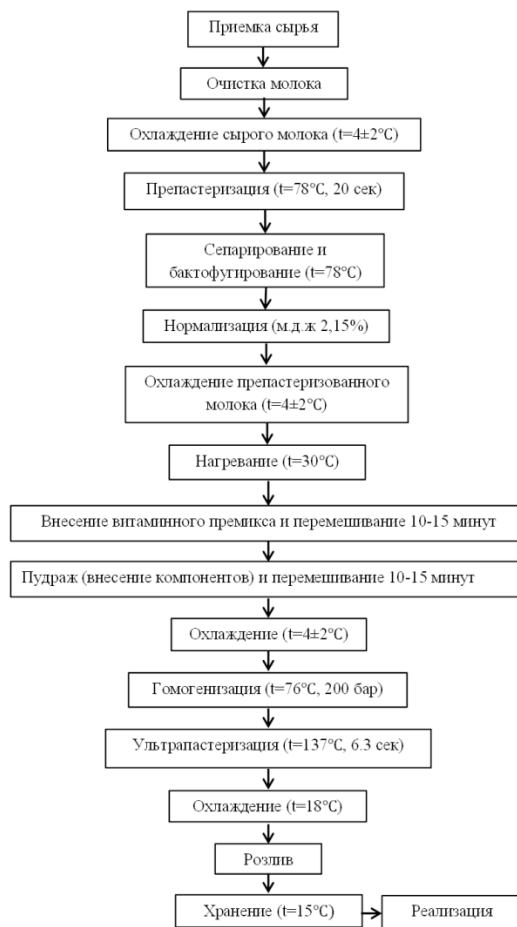 Приемка сырья
Очистка молока
Охлаждение сырого молока (t=4±2℃)
Препастеризация (t=78℃, 20 сек)
Сепарирование и
бактофугирование (t=78℃)
Нормализация (м.д.ж 2,15%)
Охлаждение препастеризованного
молока (t=4±2℃)
Нагревание (t=30℃)
Внесение витаминного премикса и перемешивание 10-15 минут
Пудраж (внесение компонентов) и перемешивание 10-15 минут
Охлаждение (t=4±2℃)
Гомогенизация (t=76℃, 200 бар)
Ультрапастеризация (t=137℃, 6.3 сек)
Охлаждение (t=18℃)
Розлив
Хранение (t=15℃)
Реализация